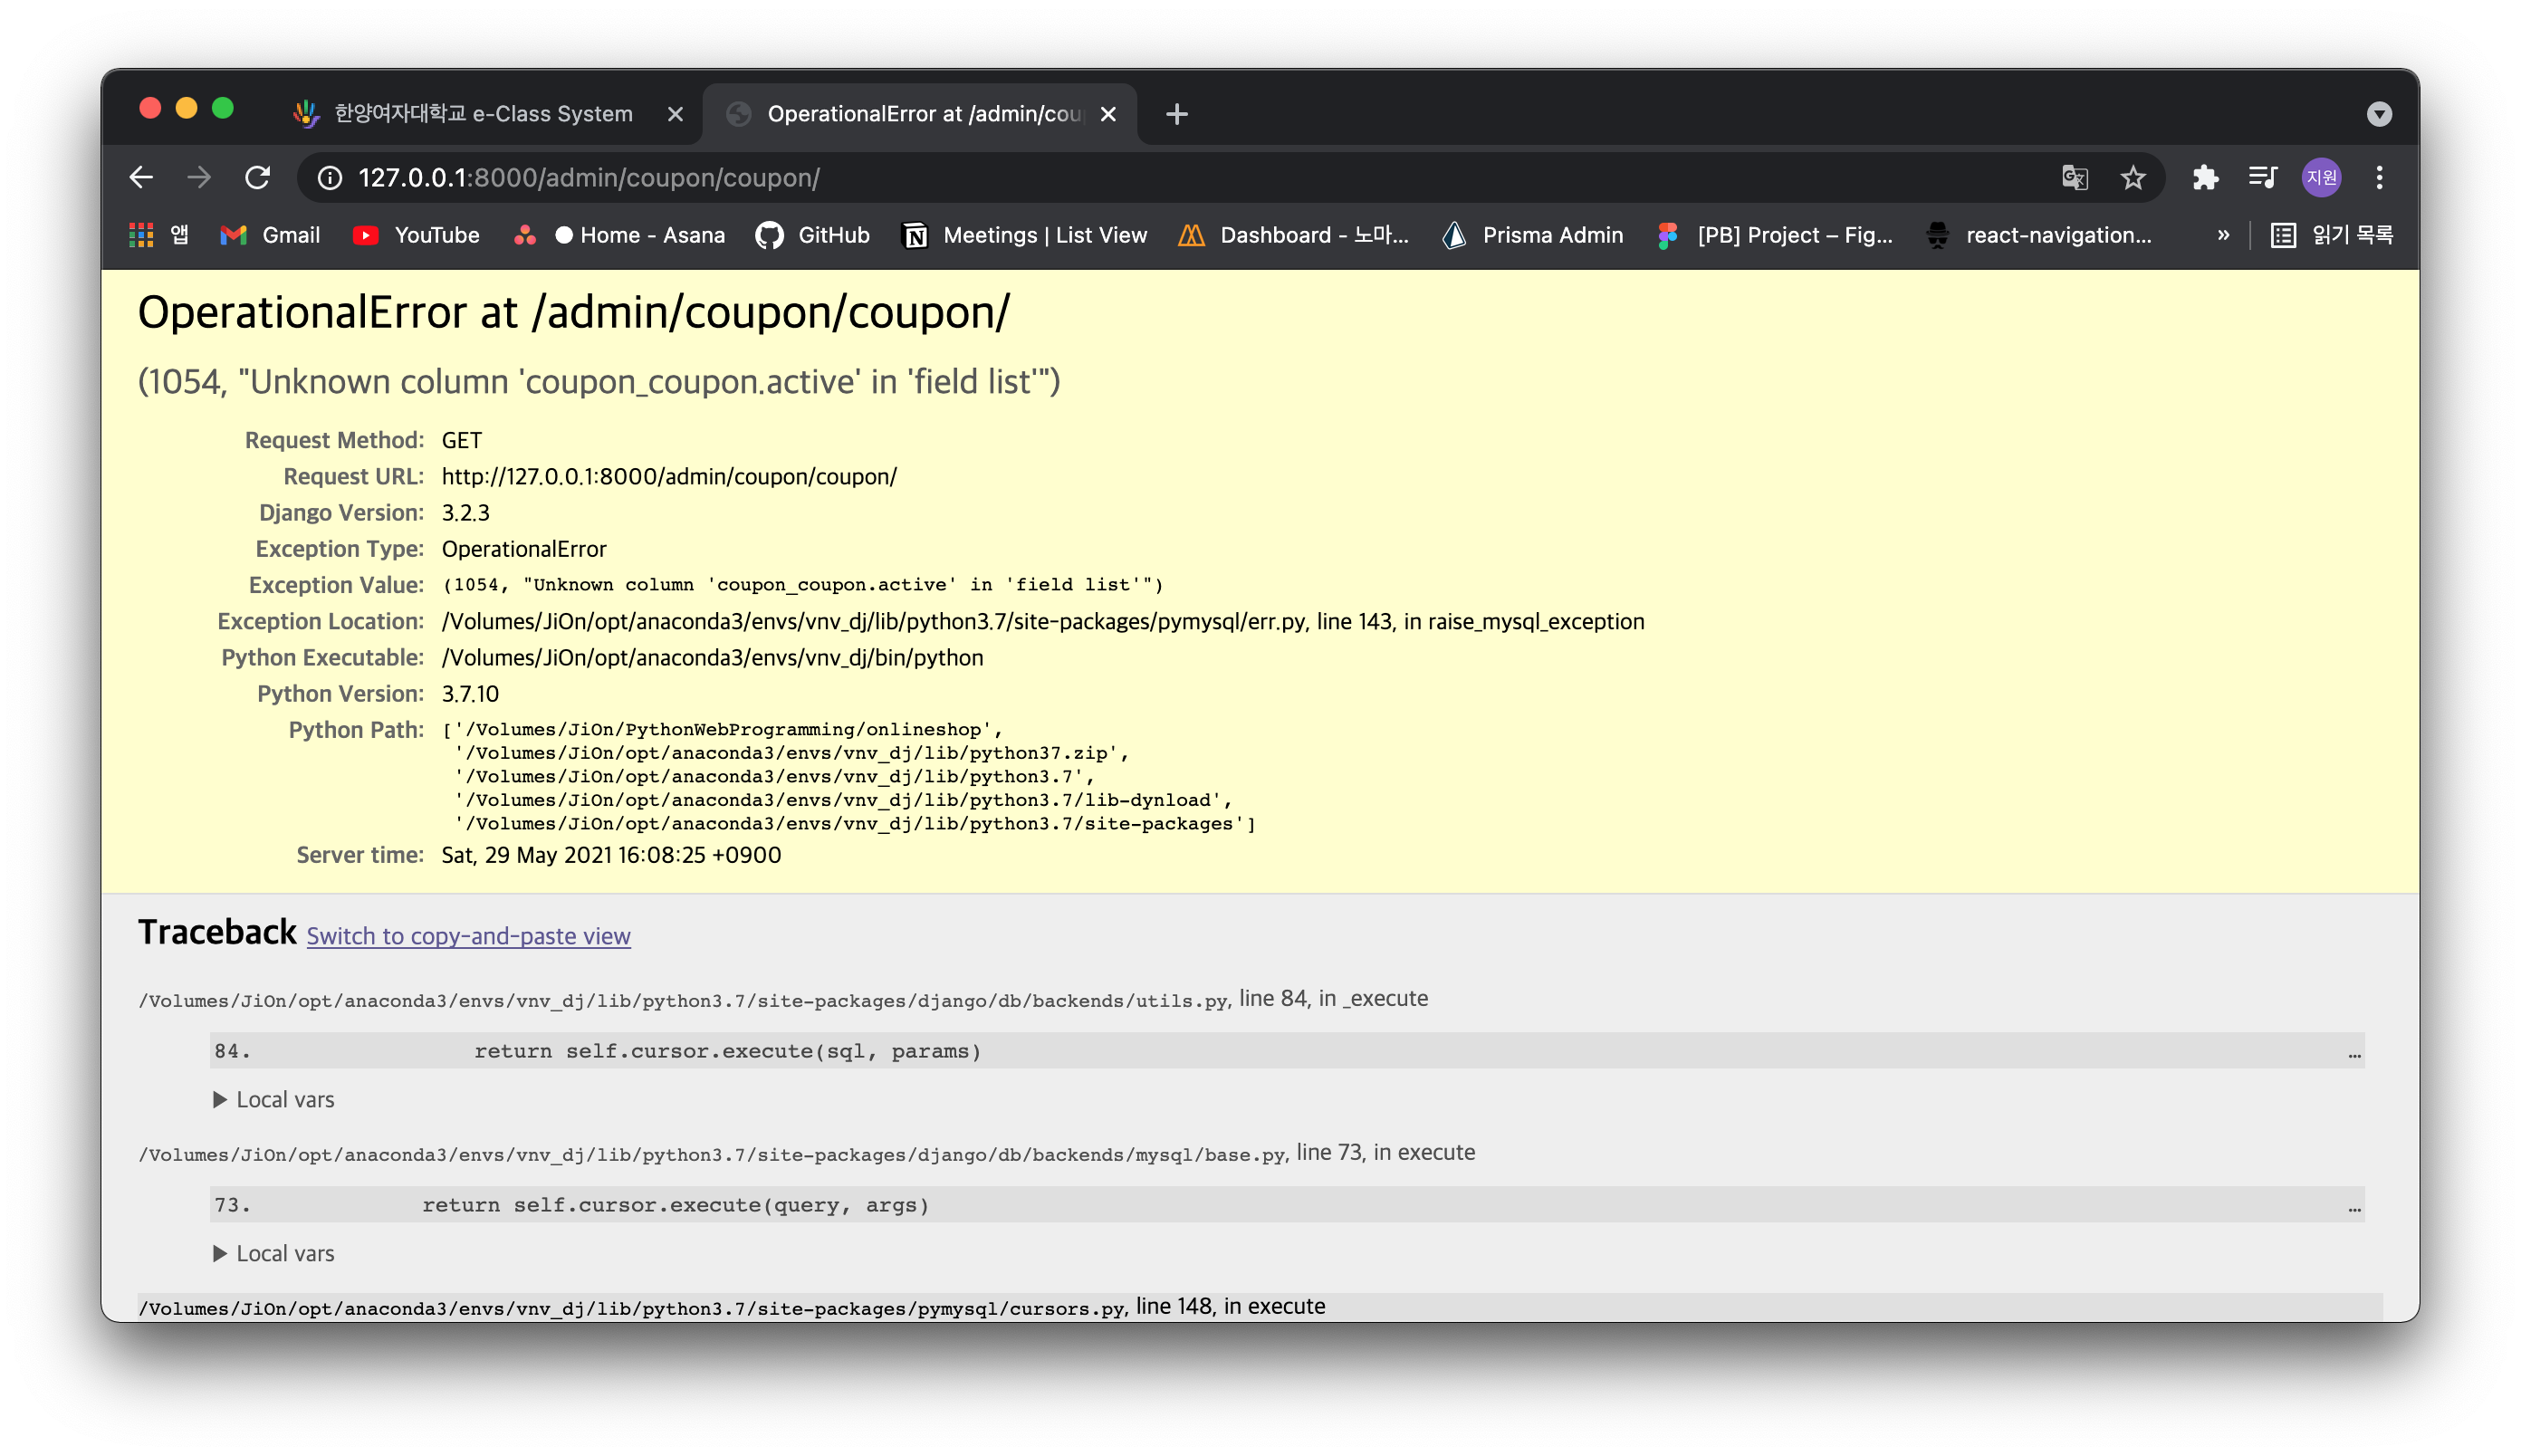 한양여자대학교 e-Class System
OperationalError at /admin/cou
127.0.0.1:8000/admin/coupon/coupon/
지원
앱 Gmail YouTube Home - Asana GitHub Meetings | List View Dashboard - 노마... Prisma Admin [PB] Project – Fig... react-navigation... » 읽기 목록
OperationalError at /admin/coupon/coupon/
(1054, "Unknown column 'coupon_coupon.active' in 'field list'")
Request Method: GET
Request URL: http://127.0.0.1:8000/admin/coupon/coupon/
Django Version: 3.2.3
Exception Type: OperationalError
Exception Value: (1054, "Unknown column 'coupon_coupon.active' in 'field list'")
Exception Location: /Volumes/JiOn/opt/anaconda3/envs/vnv_dj/lib/python3.7/site-packages/pymysql/err.py, line 143, in raise_mysql_exception
Python Executable: /Volumes/JiOn/opt/anaconda3/envs/vnv_dj/bin/python
Python Version: 3.7.10
Python Path: ['/Volumes/JiOn/PythonWebProgramming/onlineshop',
'/Volumes/JiOn/opt/anaconda3/envs/vnv_dj/lib/python37.zip',
'/Volumes/JiOn/opt/anaconda3/envs/vnv_dj/lib/python3.7',
'/Volumes/JiOn/opt/anaconda3/envs/vnv_dj/lib/python3.7/lib-dynload',
'/Volumes/JiOn/opt/anaconda3/envs/vnv_dj/lib/python3.7/site-packages']
Server time: Sat, 29 May 2021 16:08:25 +0900
Traceback Switch to copy-and-paste view
/Volumes/JiOn/opt/anaconda3/envs/vnv_dj/lib/python3.7/site-packages/django/db/backends/utils.py, line 84, in _execute
84. return self.cursor.execute(sql, params) …
▶ Local vars
/Volumes/JiOn/opt/anaconda3/envs/vnv_dj/lib/python3.7/site-packages/django/db/backends/mysql/base.py, line 73, in execute
73. return self.cursor.execute(query, args) …
▶ Local vars
/Volumes/JiOn/opt/anaconda3/envs/vnv_dj/lib/python3.7/site-packages/pymysql/cursors.py, line 148, in execute